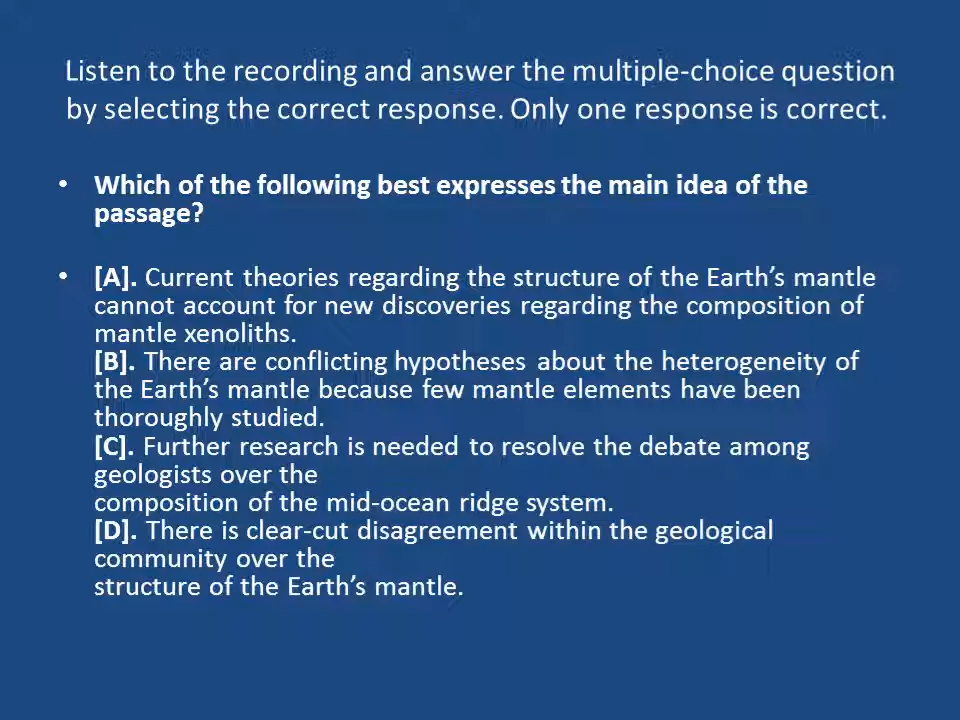 Listen to the recording and answer the multiple-choice question
by selecting the correct response. Only one response is correct.
• Which of the following best expresses the main idea of the
passage?
• [A]. Current theories regarding the structure of the Earth’s mantle
cannot account for new discoveries regarding the composition of
mantle xenoliths.
[B]. There are conflicting hypotheses about the heterogeneity of
the Earth’s mantle because few mantle elements have been
thoroughly studied.
[C]. Further research is needed to resolve the debate among
geologists over the
composition of the mid-ocean ridge system.
[D]. There is clear-cut disagreement within the geological
community over the
structure of the Earth’s mantle.